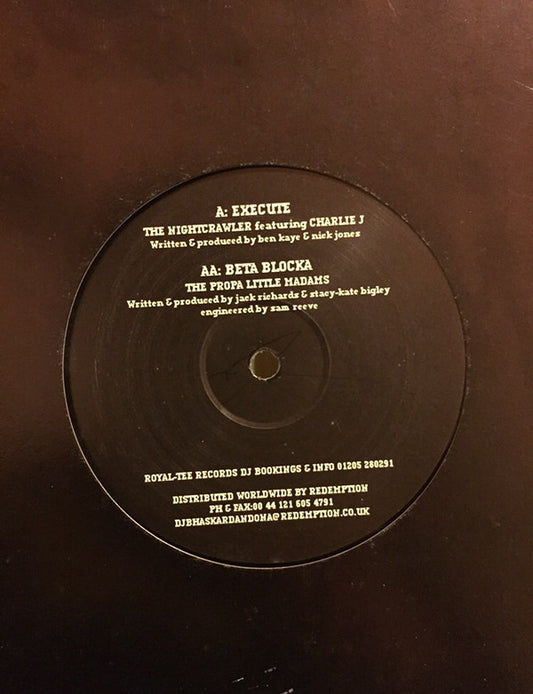 A: EXECUTE
THE NIGHTCRAWLER featuring CHARLIE J
Written & produced by ben kaye & nick jones
AA: BETA BLOCKA
THE PROPA LITTLE MADAMS
Written & produced by jack richards & stacy-kate bigley
engineered by sam reeve
ROYAL-TEE RECORDS DJ BOOKINGS & INFO 01205 280291
DISTRIBUTED WORLDWIDE BY REDEMPTION
PH & FAX:00 44 121 605 4791
DJBHASKARDANDONA@REDEMPTION.CO.UK